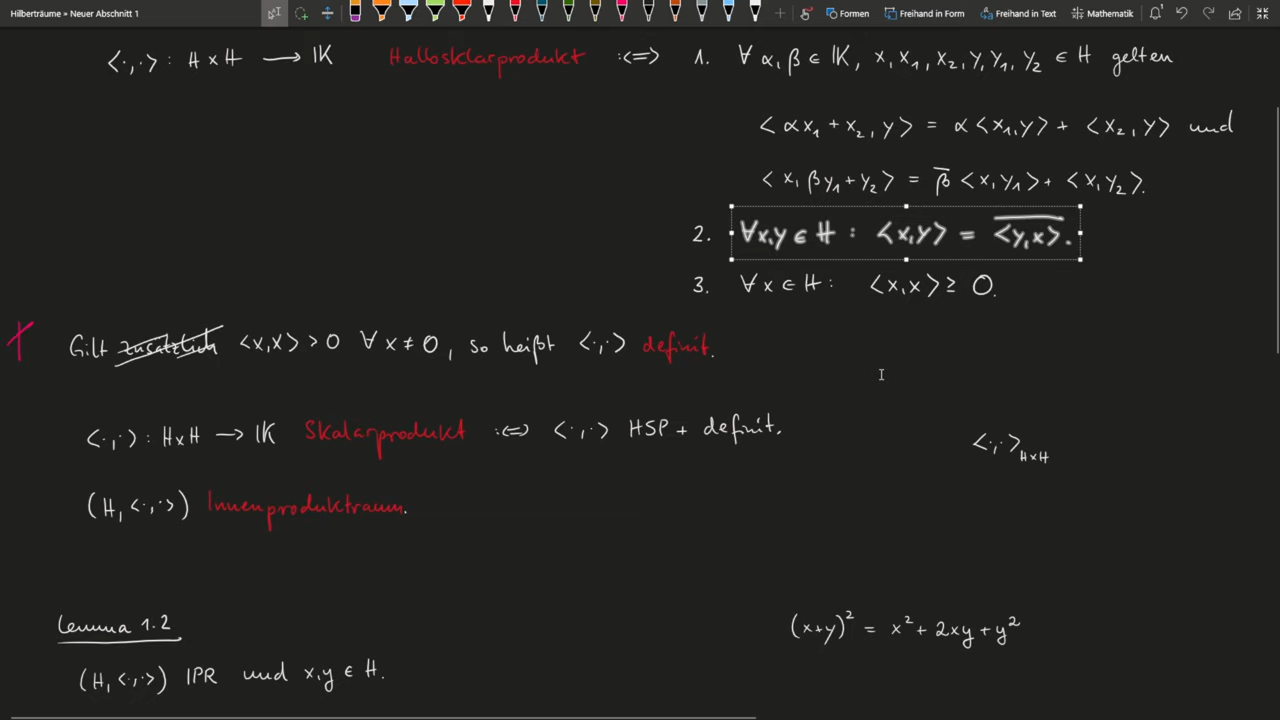 Hilberträume » Neuer Abschnitt 1
Formen Freihand in Form Freihand in Text Mathematik
<·,·> : H × H → 𝕂 Halbsklarprodukt :<=> 1. ∀ α, β ∈ 𝕂, x, x₁, x₂, y, y₁, y₂ ∈ H gelten
<αx₁ + x₂, y> = α<x₁, y> + <x₂, y> und
<x, βy₁ + y₂> = β̅ <x, y₁> + <x, y₂>.
2. ∀x,y ∈ H : <x,y> = \overline{<y,x>}.
3. ∀ x ∈ H : <x,x> ≥ 0.
Gilt zusätzlich <x,x> > 0 ∀ x ≠ 0, so heißt <·,·> definit.
<·,·> : H×H → 𝕂 Skalarprodukt :<=> <·,·> HSP + definit.
<·,·>_{H×H}
(H, <·,·>) Innenproduktraum.
Lemma 1.2
(x+y)² = x² + 2xy + y²
(H, <·,·>) IPR und x,y ∈ H.